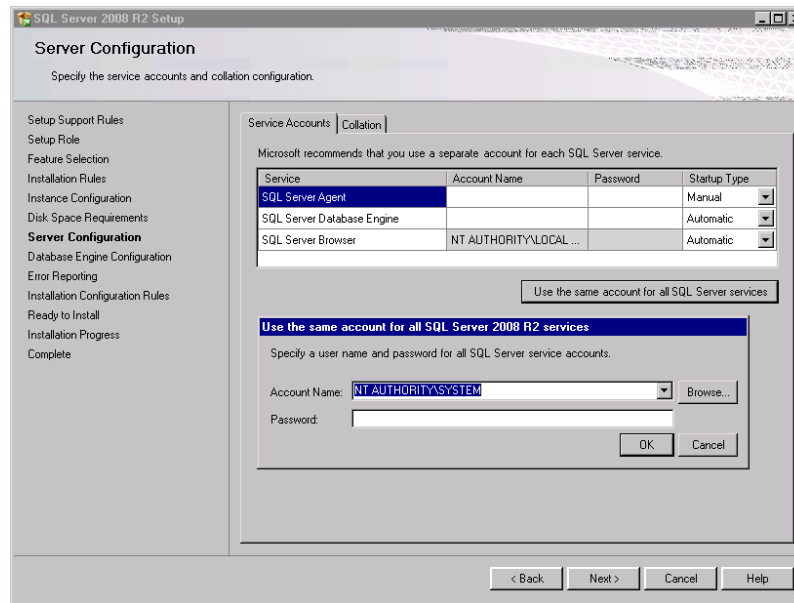 SQL Server 2008 R2 Setup
Server Configuration
Specify the service accounts and collation configuration.
Setup Support Rules
Setup Role
Feature Selection
Installation Rules
Instance Configuration
Disk Space Requirements
Server Configuration
Database Engine Configuration
Error Reporting
Installation Configuration Rules
Ready to Install
Installation Progress
Complete
Service Accounts Collation
Microsoft recommends that you use a separate account for each SQL Server service.
Service Account Name Password Startup Type
SQL Server Agent Manual
SQL Server Database Engine Automatic
SQL Server Browser NT AUTHORITY\LOCAL ... Automatic
Use the same account for all SQL Server services
Use the same account for all SQL Server 2008 R2 services
Specify a user name and password for all SQL Server service accounts.
Account Name: NT AUTHORITY\SYSTEM Browse...
Password:
OK Cancel
< Back Next > Cancel Help